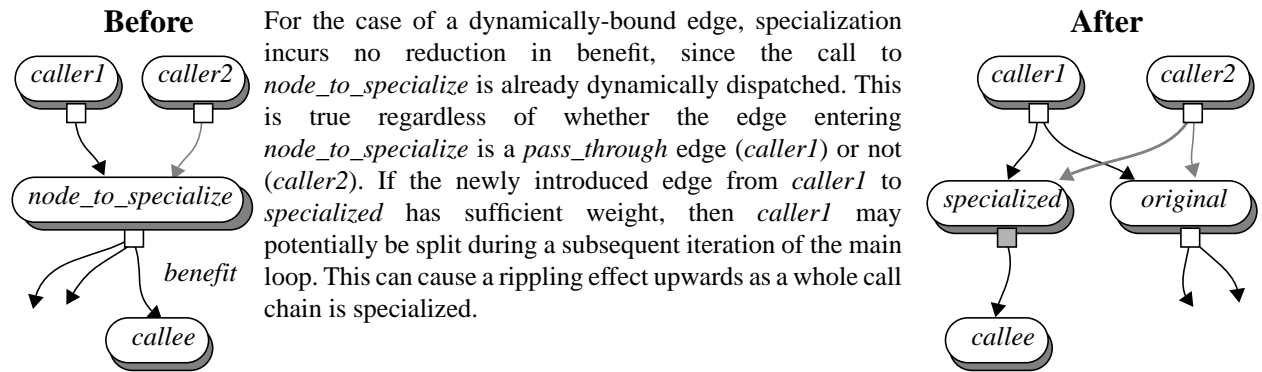 Before
caller1
caller2
node_to_specialize
benefit
callee
For the case of a dynamically-bound edge, specialization
incurs no reduction in benefit, since the call to
node_to_specialize is already dynamically dispatched. This
is true regardless of whether the edge entering
node_to_specialize is a pass_through edge (caller1) or not
(caller2). If the newly introduced edge from caller1 to
specialized has sufficient weight, then caller1 may
potentially be split during a subsequent iteration of the main
loop. This can cause a rippling effect upwards as a whole call
chain is specialized.
After
caller1
caller2
specialized
original
callee